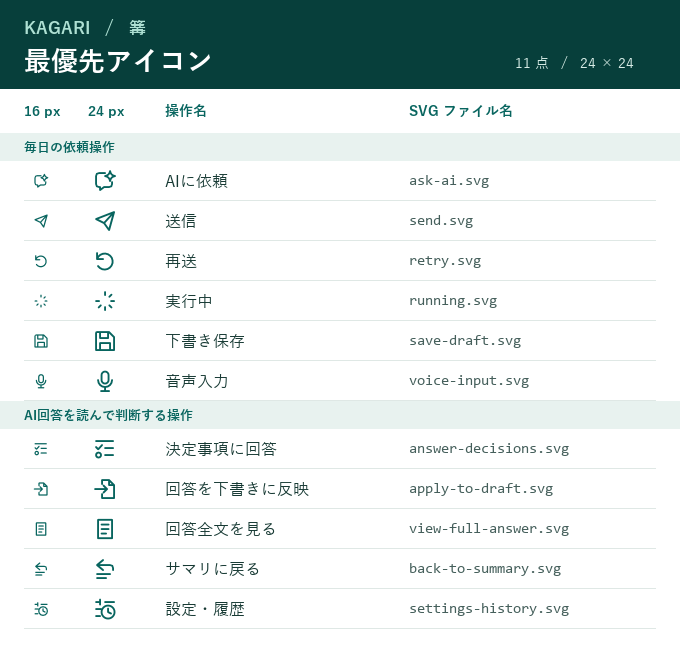 KAGARI / 篝
最優先アイコン
11 点 / 24 × 24
16 px 24 px 操作名 SVG ファイル名
毎日の依頼操作
AIに依頼 ask-ai.svg
送信 send.svg
再送 retry.svg
実行中 running.svg
下書き保存 save-draft.svg
音声入力 voice-input.svg
AI回答を読んで判断する操作
決定事項に回答 answer-decisions.svg
回答を下書きに反映 apply-to-draft.svg
回答全文を見る view-full-answer.svg
サマリに戻る back-to-summary.svg
設定・履歴 settings-history.svg